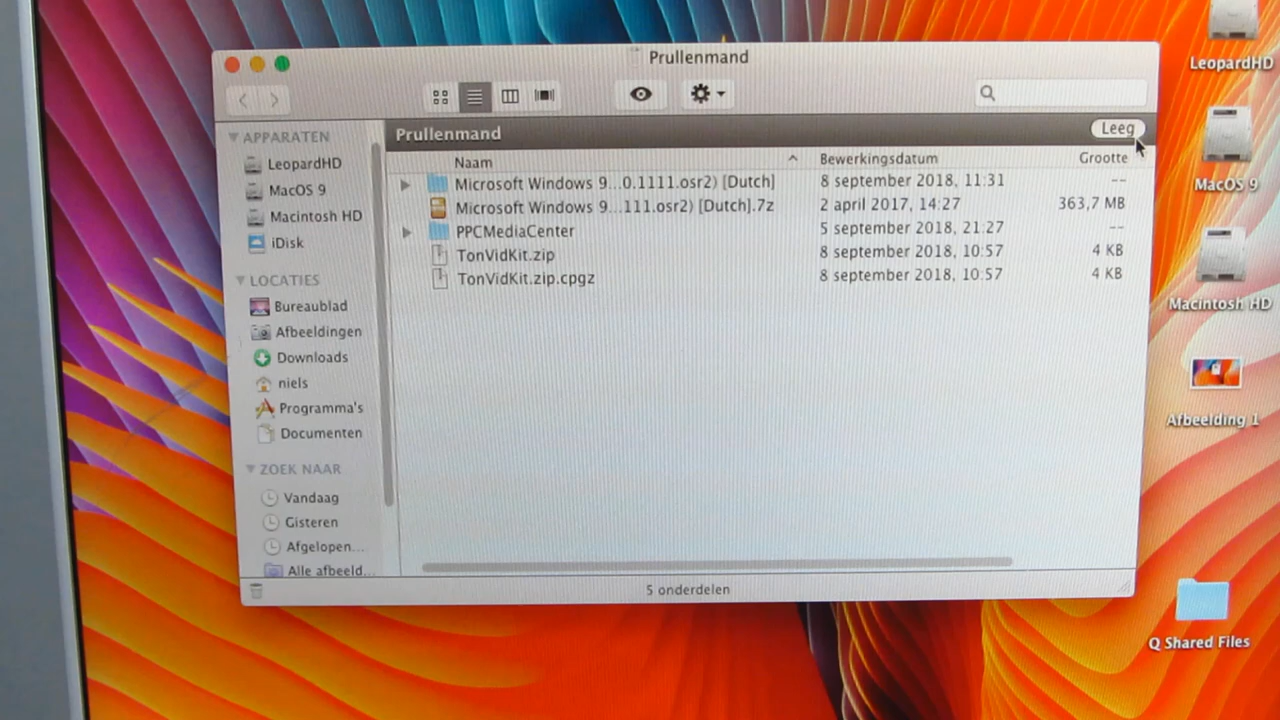 Prullenmand
Prullenmand
Leeg
Naam
Bewerkingsdatum
Grootte
Microsoft Windows 9...0.1111.osr2) [Dutch]
8 september 2018, 11:31
--
Microsoft Windows 9...111.osr2) [Dutch].7z
2 april 2017, 14:27
363,7 MB
PPCMediaCenter
5 september 2018, 21:27
--
TonVidKit.zip
8 september 2018, 10:57
4 KB
TonVidKit.zip.cpgz
8 september 2018, 10:57
4 KB
APPARATEN
LeopardHD
MacOS 9
Macintosh HD
iDisk
LOCATIES
Bureaublad
Afbeeldingen
Downloads
niels
Programma's
Documenten
ZOEK NAAR
Vandaag
Gisteren
Afgelopen...
Alle afbeeld...
5 onderdelen
LeopardHD
MacOS 9
Macintosh HD
Afbeelding 1
Q Shared Files